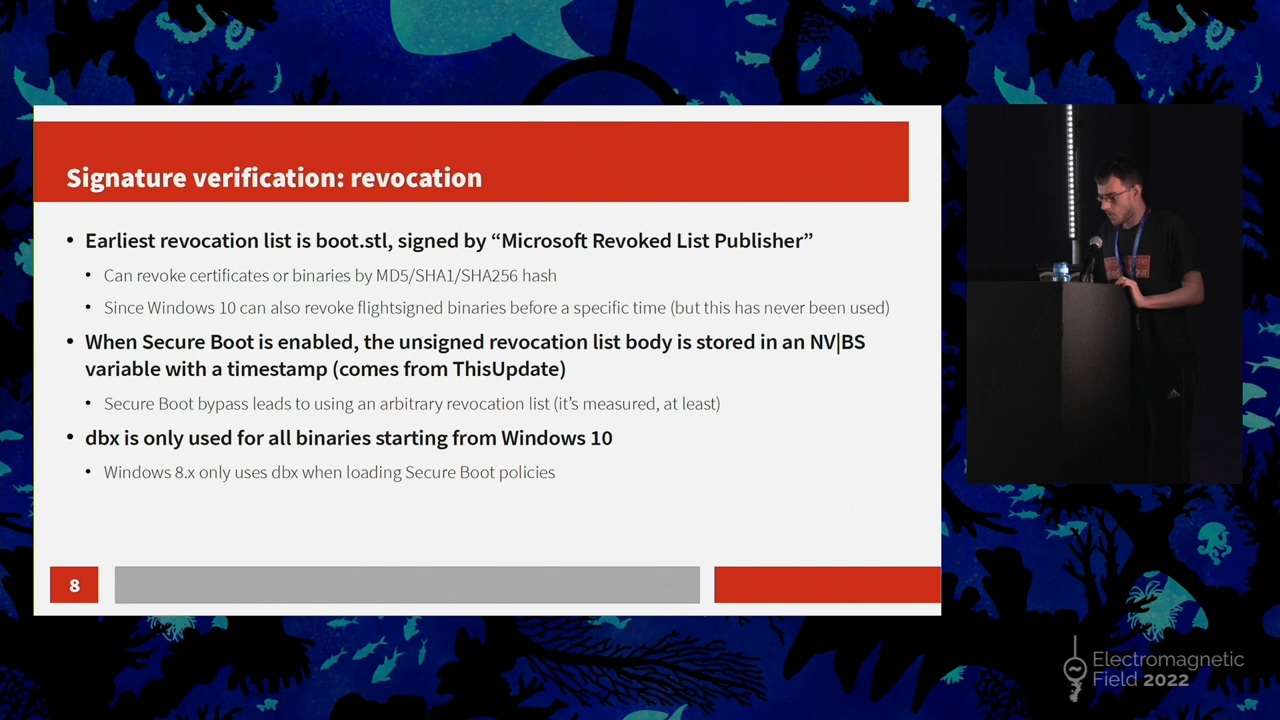 Signature verification: revocation
• Earliest revocation list is boot.stl, signed by “Microsoft Revoked List Publisher”
• Can revoke certificates or binaries by MD5/SHA1/SHA256 hash
• Since Windows 10 can also revoke flightsigned binaries before a specific time (but this has never been used)
• When Secure Boot is enabled, the unsigned revocation list body is stored in an NV|BS
variable with a timestamp (comes from ThisUpdate)
• Secure Boot bypass leads to using an arbitrary revocation list (it’s measured, at least)
• dbx is only used for all binaries starting from Windows 10
• Windows 8.x only uses dbx when loading Secure Boot policies
8
Electromagnetic
Field 2022